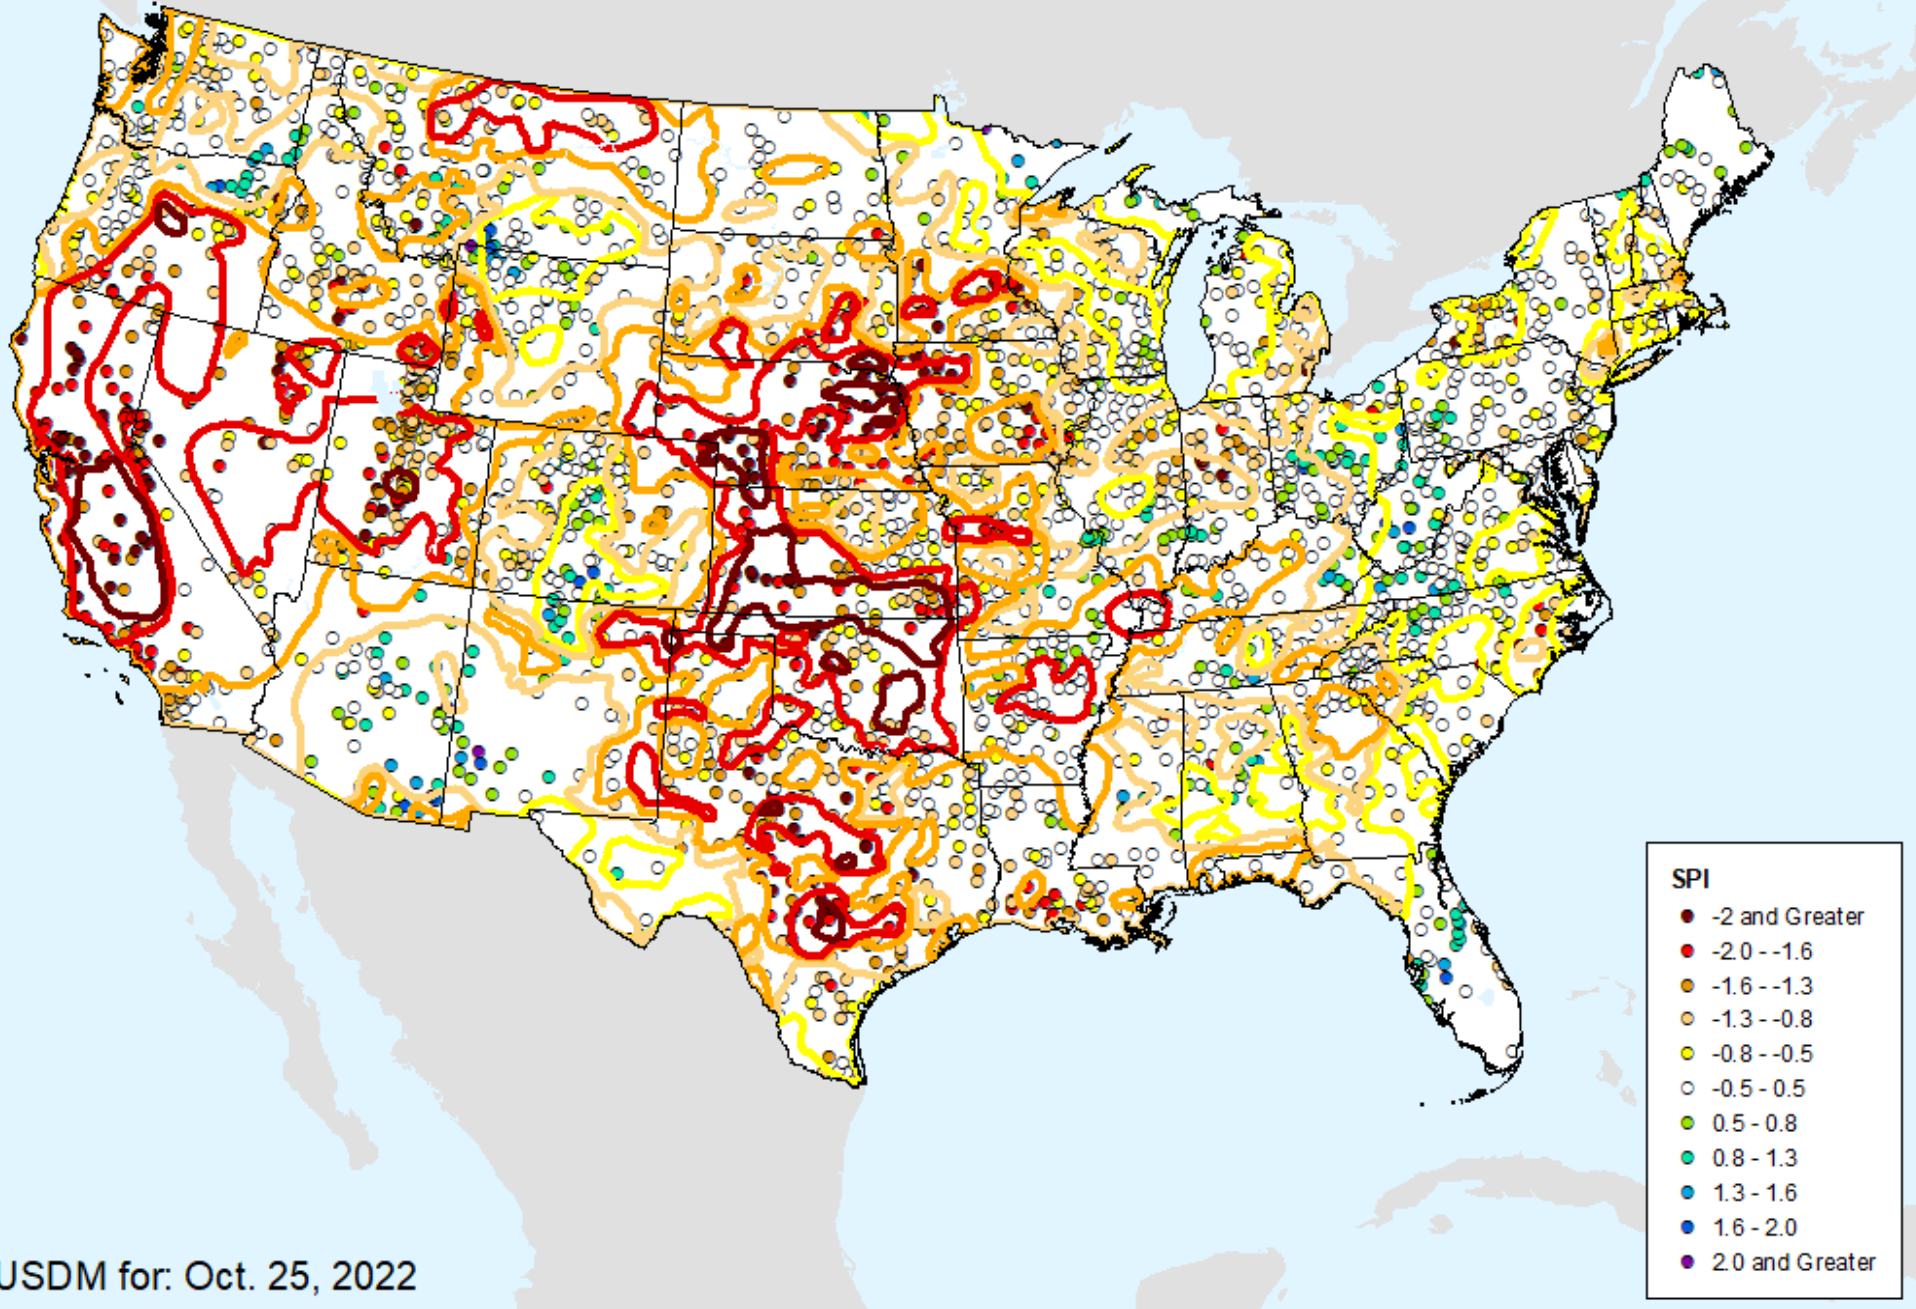 SPI
-2 and Greater
-2.0 - -1.6
-1.6 - -1.3
-1.3 - -0.8
-0.8 - -0.5
-0.5 - 0.5
0.5 - 0.8
0.8 - 1.3
1.3 - 1.6
1.6 - 2.0
2.0 and Greater
USDM for: Oct. 25, 2022